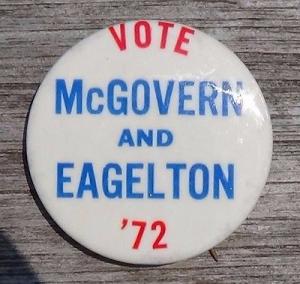 VOTE
McGOVERN
AND
EAGELTON
'72